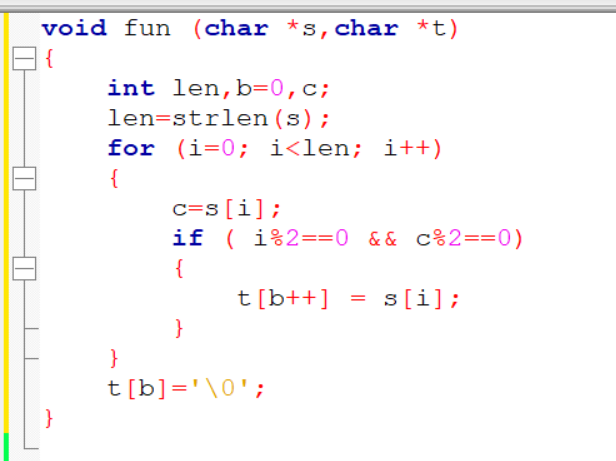 void fun (char *s,char *t)
{
int len,b=0,c;
len=strlen(s);
for (i=0; i<len; i++)
{
c=s[i];
if ( i%2==0 && c%2==0)
{
t[b++] = s[i];
}
}
t[b]='\0';
}